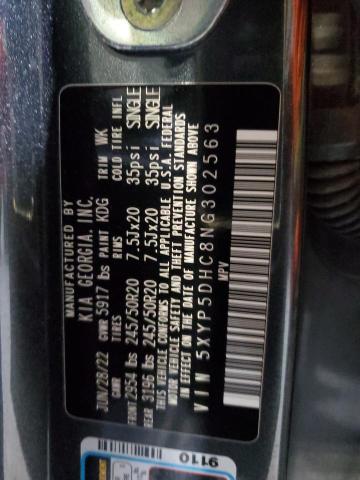 MANUFACTURED BY
KIA GEORGIA, INC.
JUN/28/22 GVWR 5917 lbs PAINT KDG TRIM WK
GWR TIRES RIMS COLD TIRE INFL
FRONT 2954 lbs 245/50R20 7.5Jx20 35psi SINGLE
REAR 3196 lbs 245/50R20 7.5Jx20 35psi SINGLE
THIS VEHICLE CONFORMS TO ALL APPLICABLE U.S.A. FEDERAL
MOTOR VEHICLE SAFETY AND THEFT PREVENTION STANDARDS
IN EFFECT ON THE DATE OF MANUFACTURE SHOWN ABOVE
VIN 5XYP5DHC8NG302563
MPV
9110